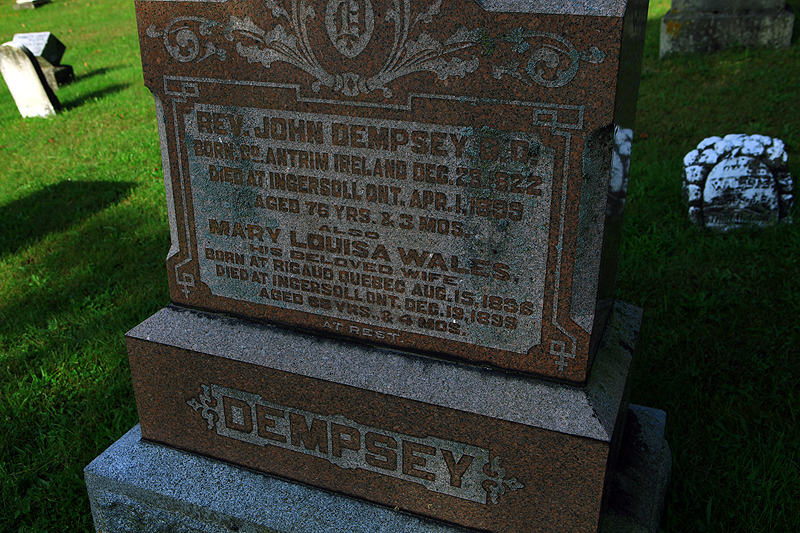 D
REV. JOHN DEMPSEY D.D.
BORN CO. ANTRIM IRELAND DEC. 25, 1822
DIED AT INGERSOLL ONT. APR. 1, 1899
AGED 76 YRS. & 3 MOS.
ALSO
MARY LOUISA WALES,
HIS BELOVED WIFE
BORN AT RIGAUD QUEBEC AUG. 15, 1836
DIED AT INGERSOLL ONT. DEC. 19, 1899
AGED 63 YRS. & 4 MOS.
AT REST.
DEMPSEY